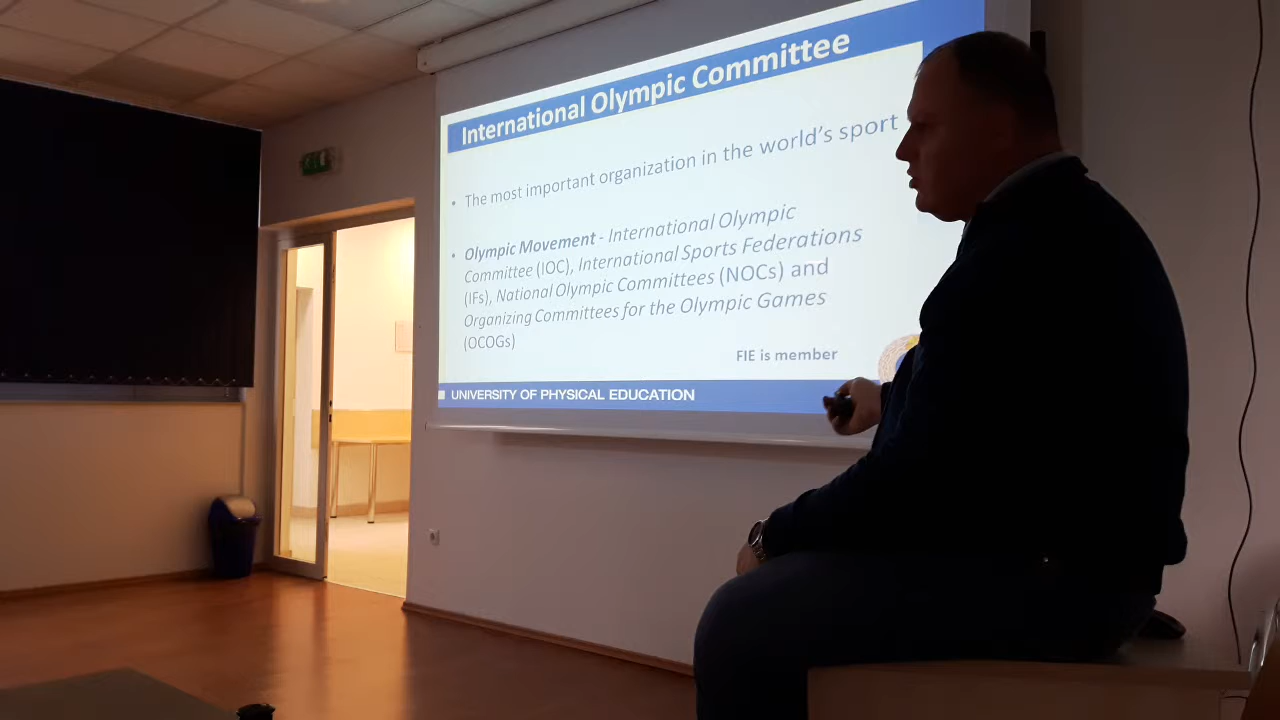 International Olympic Committee
• The most important organization in the world's sport
• Olympic Movement - International Olympic
Committee (IOC), International Sports Federations
(IFs), National Olympic Committees (NOCs) and
Organizing Committees for the Olympic Games
(OCOGs)
FIE is member
UNIVERSITY OF PHYSICAL EDUCATION